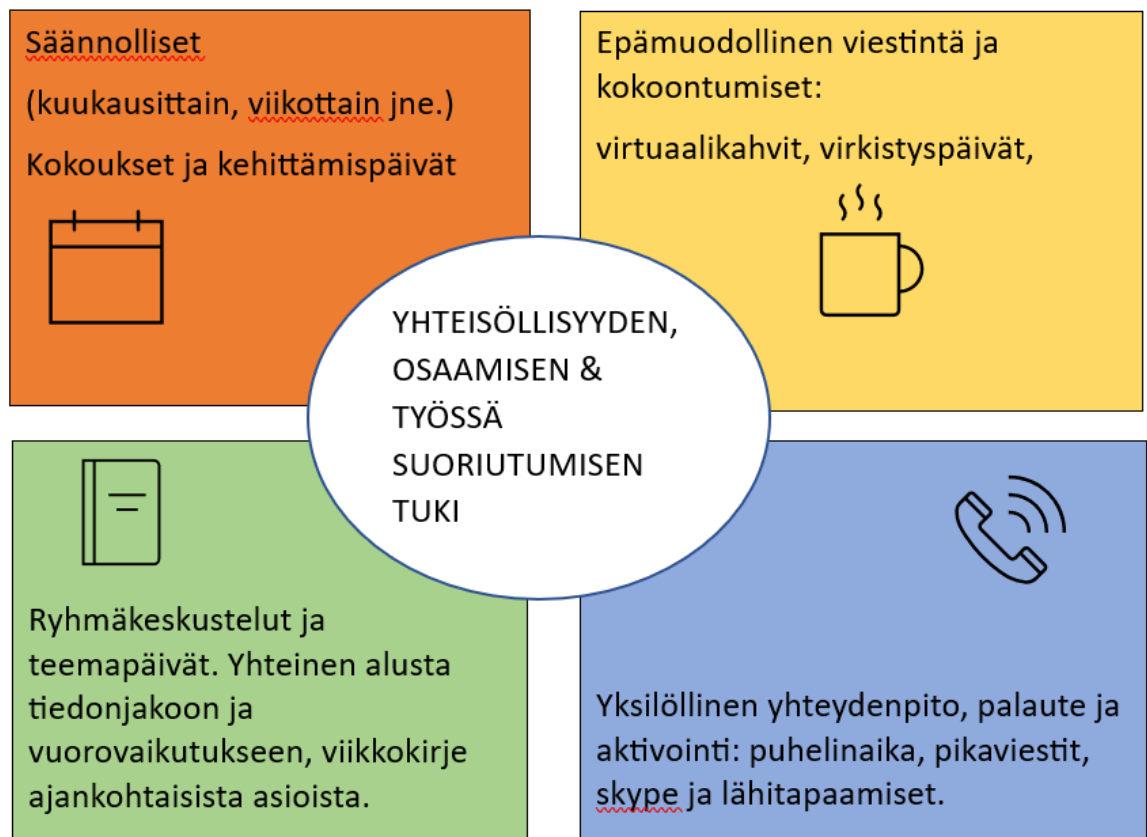 Säännolliset
(kuukausittain, viikottain jne.)
Kokoukset ja kehittämispäivät
Epämuodollinen viestintä ja
kokoontumiset:
virtuaalikahvit, virkistyspäivät,
YHTEISÖLLISYYDEN,
OSAAMISEN &
TYÖSSÄ
SUORIUTUMISEN
TUKI
Ryhmäkeskustelut ja
teemapäivät. Yhteinen alusta
tiedonjakoon ja
vuorovaikutukseen, viikkokirje
ajankohtaisista asioista.
Yksilöllinen yhteydenpito, palaute ja
aktivointi: puhelinaika, pikaviestit,
skype ja lähitapaamiset.